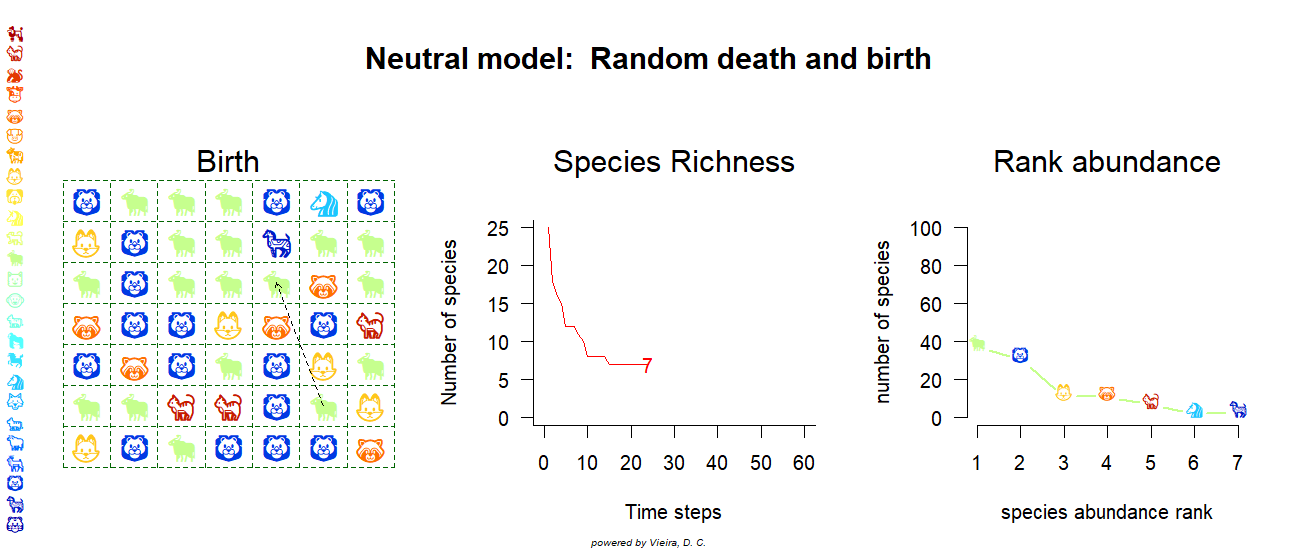 Neutral model:  Random death and birth
Birth
Species Richness
Number of species
25
20
15
10
5
0
7
0 10 20 30 40 50 60
Time steps
Rank abundance
number of species
100
80
60
40
20
0
1 2 3 4 5 6 7
species abundance rank
powered by Vieira, D. C.